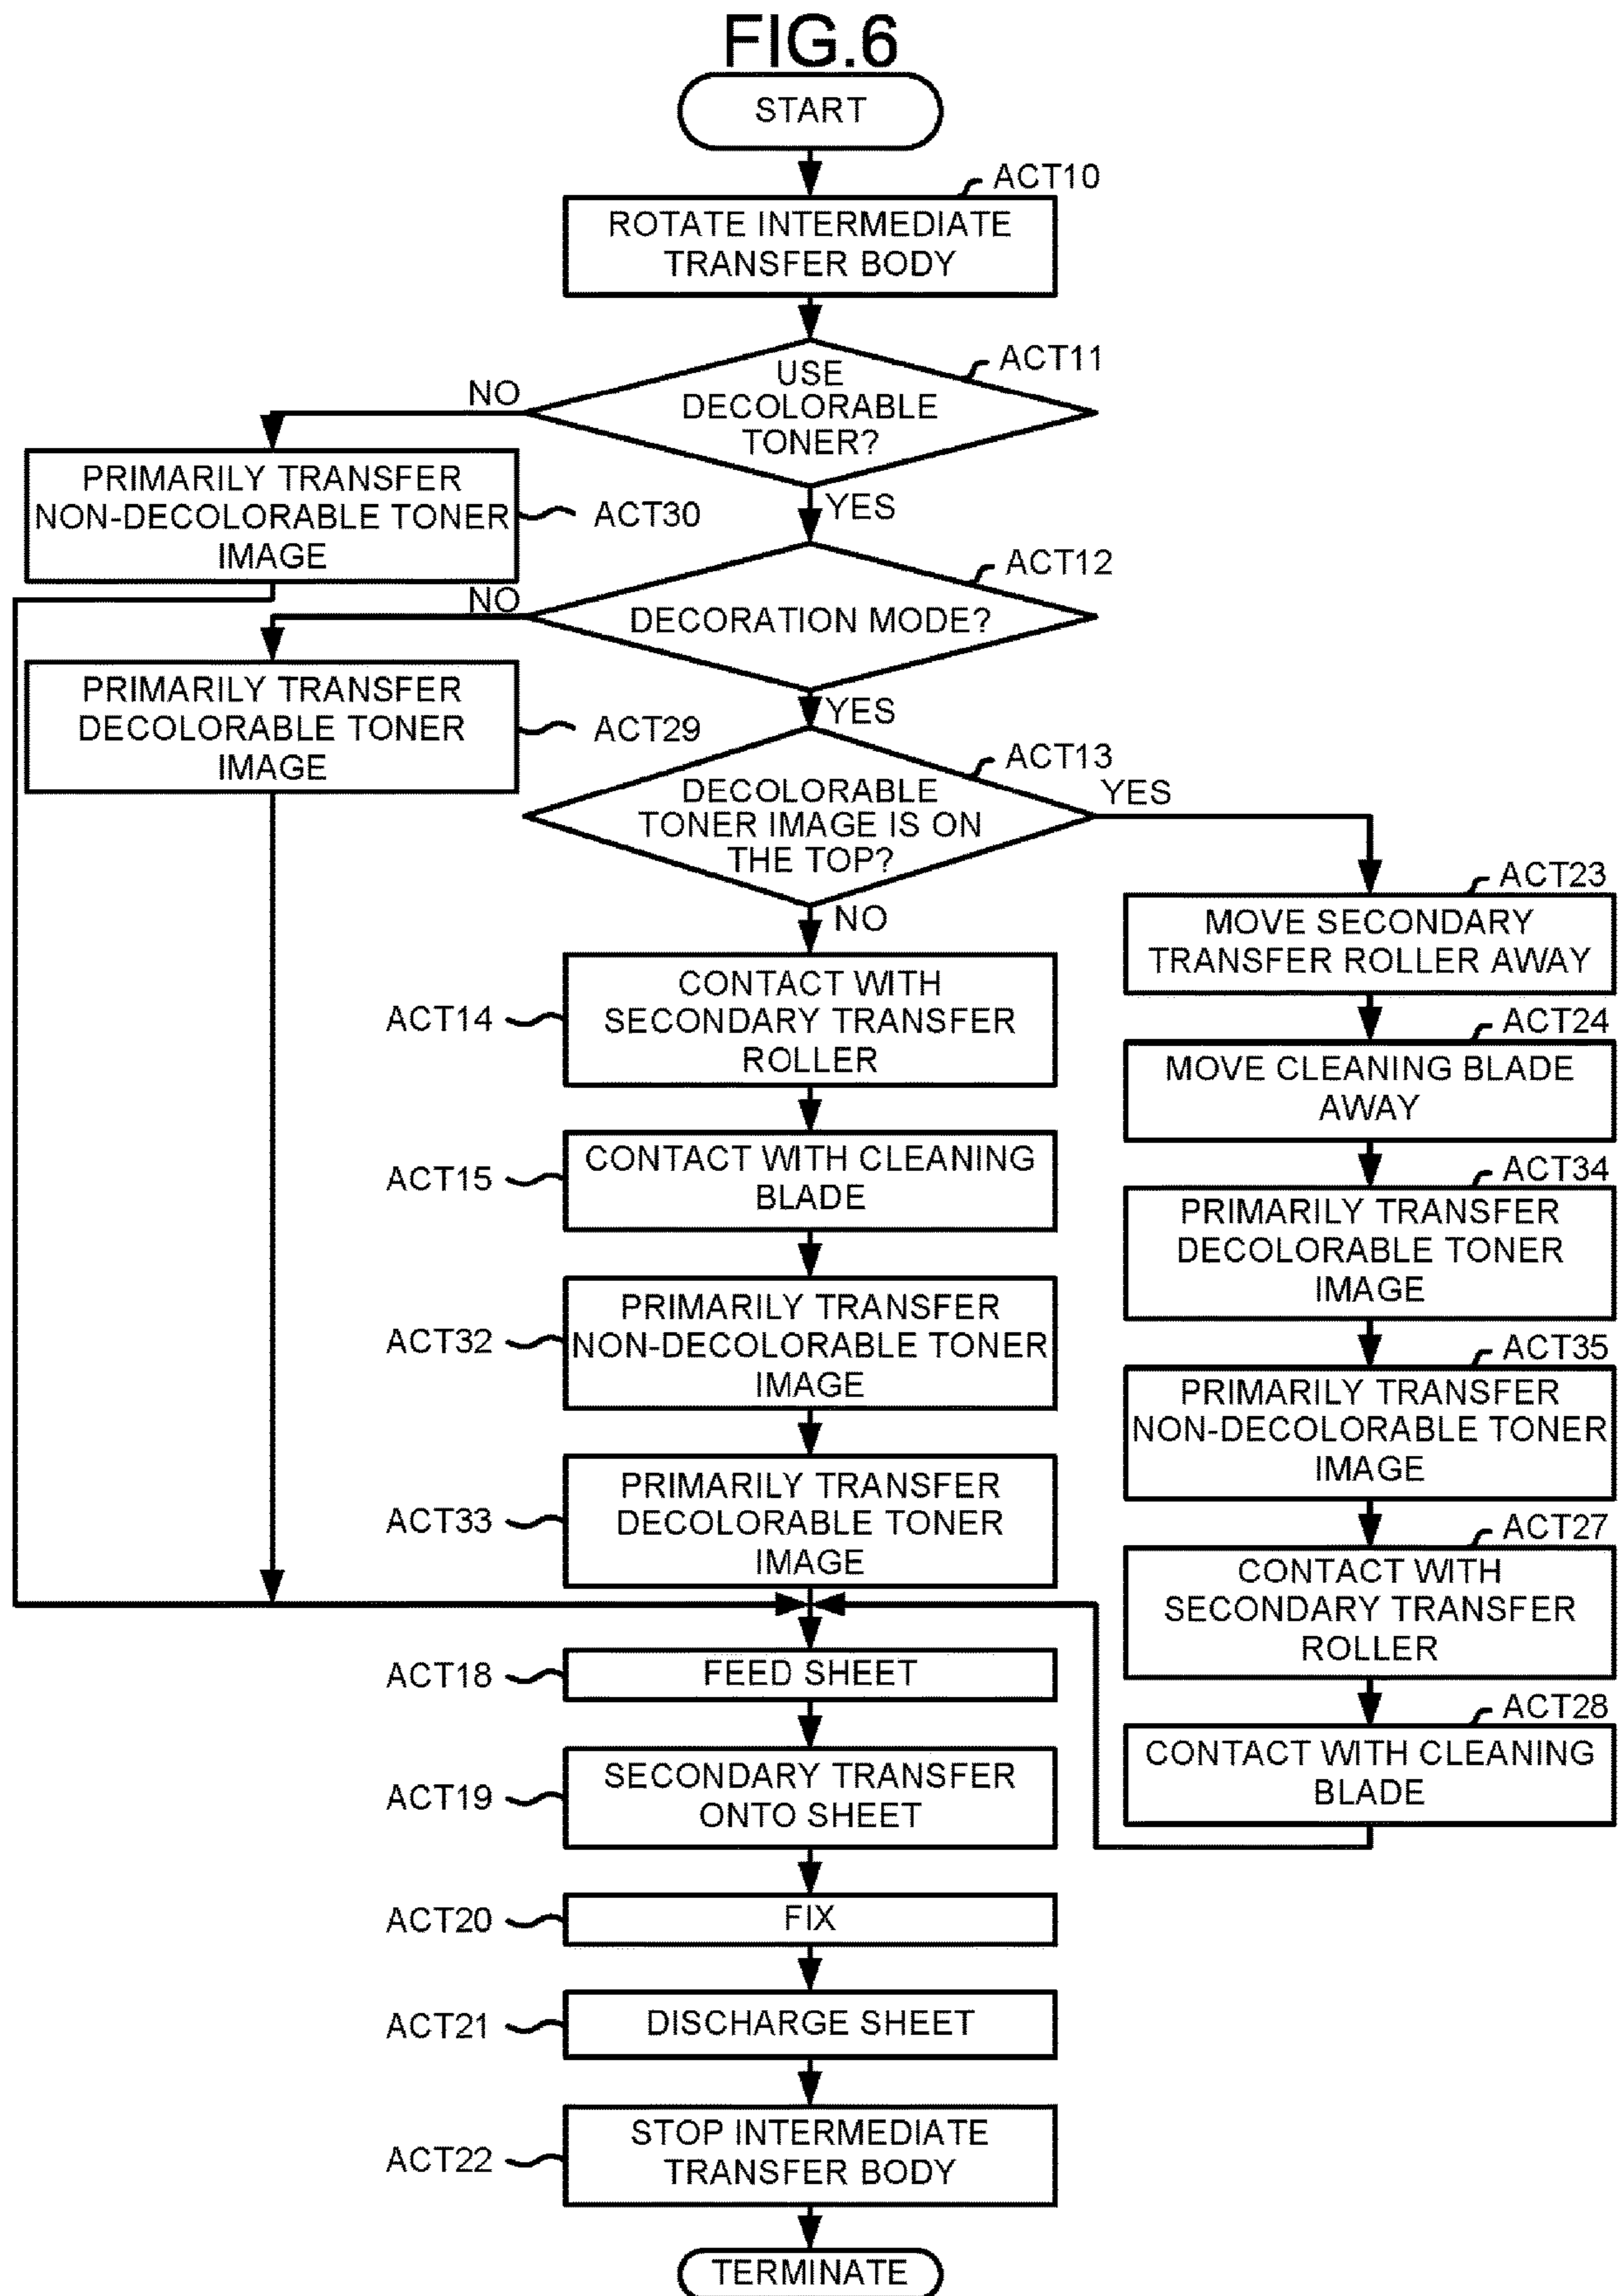 FIG.6
START
ACT10
ROTATE INTERMEDIATE
TRANSFER BODY
ACT11
USE
DECOLORABLE
TONER?
NO
YES
PRIMARILY TRANSFER
NON-DECOLORABLE TONER
IMAGE
ACT30
ACT12
DECORATION MODE?
NO
YES
PRIMARILY TRANSFER
DECOLORABLE TONER
IMAGE
ACT29
ACT13
DECOLORABLE
TONER IMAGE IS ON
THE TOP?
YES
NO
ACT14
CONTACT WITH
SECONDARY TRANSFER
ROLLER
ACT15
CONTACT WITH CLEANING
BLADE
ACT32
PRIMARILY TRANSFER
NON-DECOLORABLE TONER
IMAGE
ACT33
PRIMARILY TRANSFER
DECOLORABLE TONER
IMAGE
ACT23
MOVE SECONDARY
TRANSFER ROLLER AWAY
ACT24
MOVE CLEANING BLADE
AWAY
ACT34
PRIMARILY TRANSFER
DECOLORABLE TONER
IMAGE
ACT35
PRIMARILY TRANSFER
NON-DECOLORABLE TONER
IMAGE
ACT27
CONTACT WITH
SECONDARY TRANSFER
ROLLER
ACT28
CONTACT WITH CLEANING
BLADE
ACT18
FEED SHEET
ACT19
SECONDARY TRANSFER
ONTO SHEET
ACT20
FIX
ACT21
DISCHARGE SHEET
ACT22
STOP INTERMEDIATE
TRANSFER BODY
TERMINATE